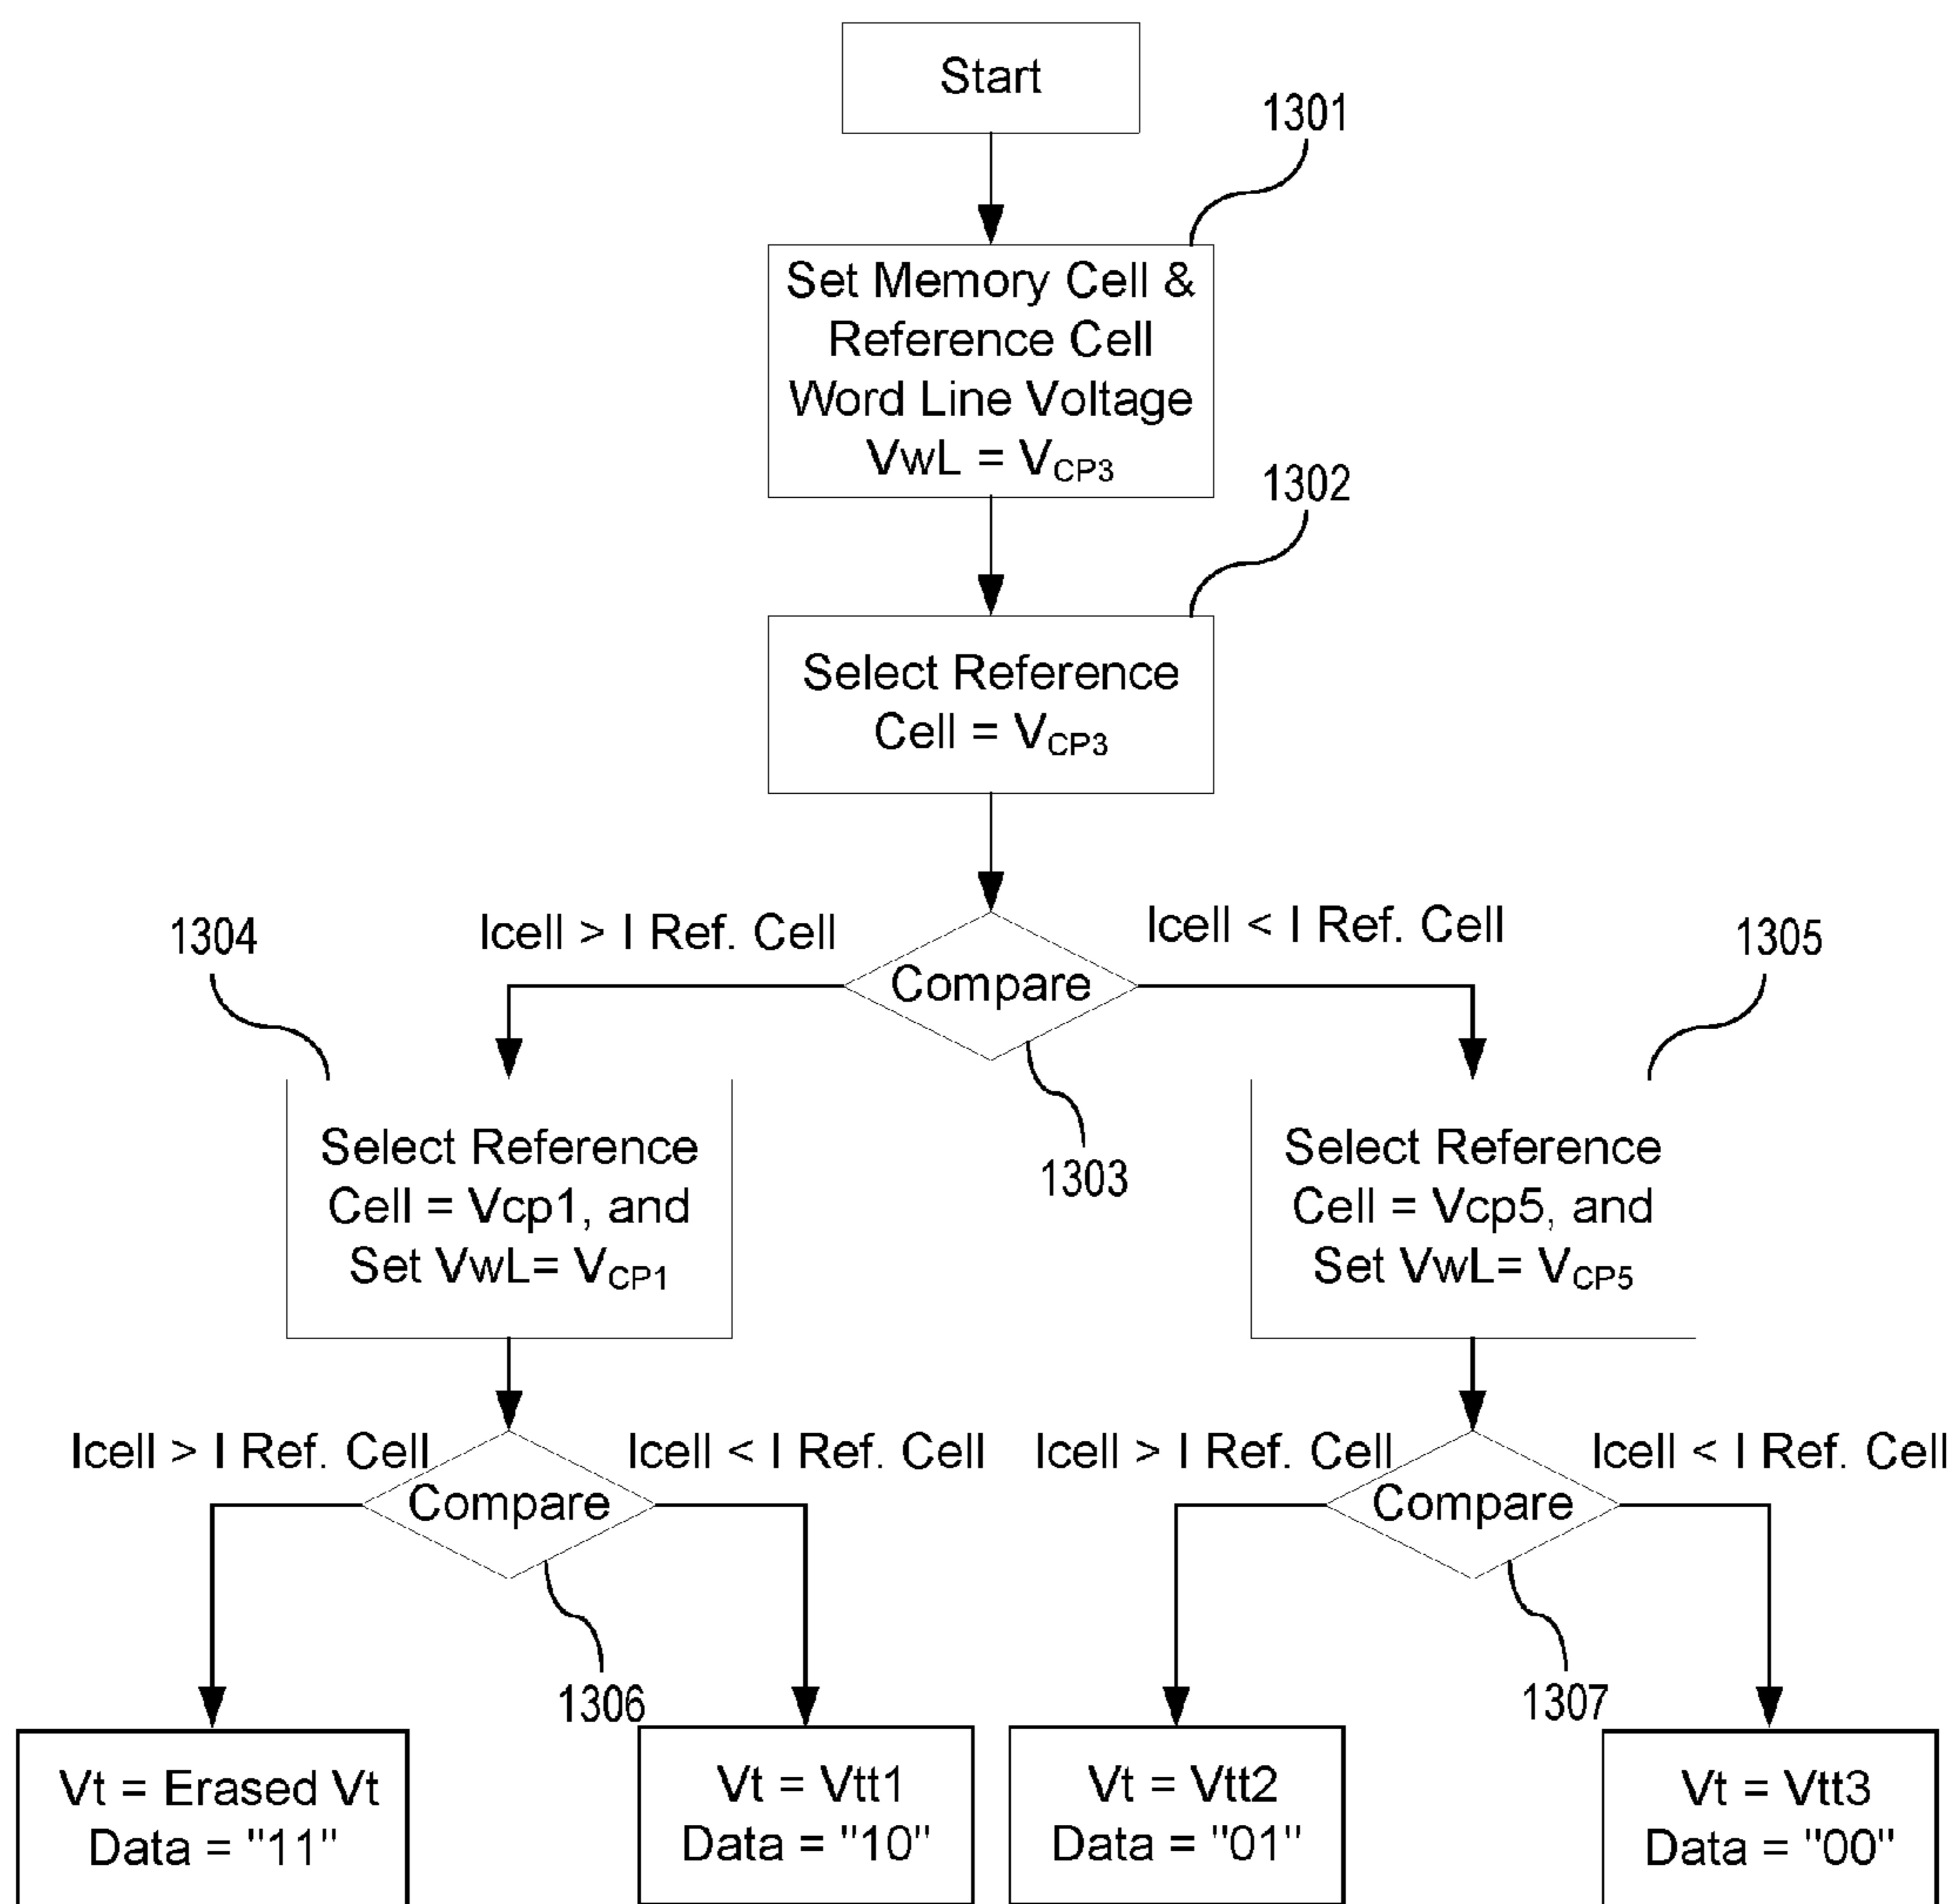 Start
1301
Set Memory Cell &
Reference Cell
Word Line Voltage
VwL = VCP3
1302
Select Reference
Cell = VCP3
1304
Icell > I Ref. Cell
Icell < I Ref. Cell
1305
Compare
1303
Select Reference
Cell = Vcp1, and
Set VwL= VCP1
Select Reference
Cell = Vcp5, and
Set VwL= VCP5
Icell > I Ref. Cell
Icell < I Ref. Cell
Icell > I Ref. Cell
Icell < I Ref. Cell
Compare
Compare
1306
1307
Vt = Erased Vt
Data = "11"
Vt = Vtt1
Data = "10"
Vt = Vtt2
Data = "01"
Vt = Vtt3
Data = "00"